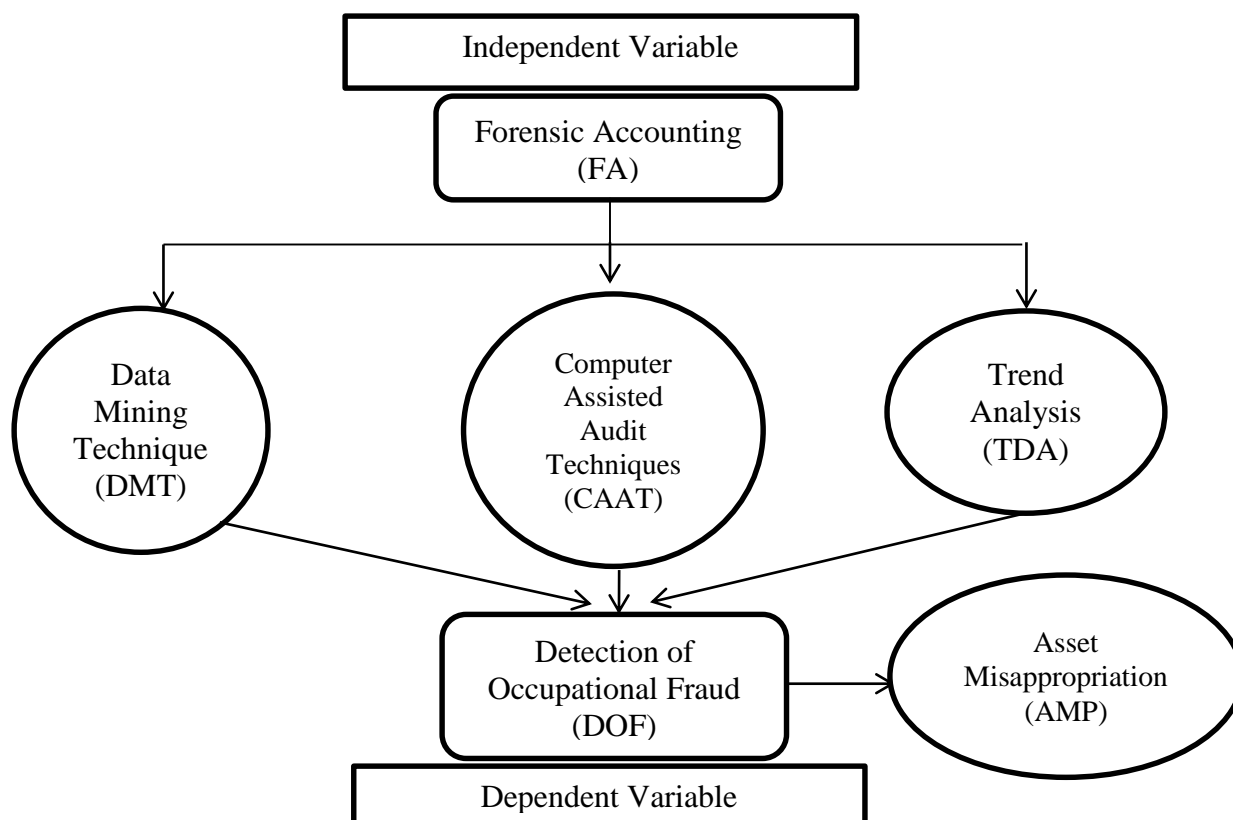 Independent Variable
Forensic Accounting
(FA)
Data
Mining
Technique
(DMT)
Computer
Assisted
Audit
Techniques
(CAAT)
Trend
Analysis
(TDA)
Detection of
Occupational Fraud
(DOF)
Asset
Misappropriation
(AMP)
Dependent Variable